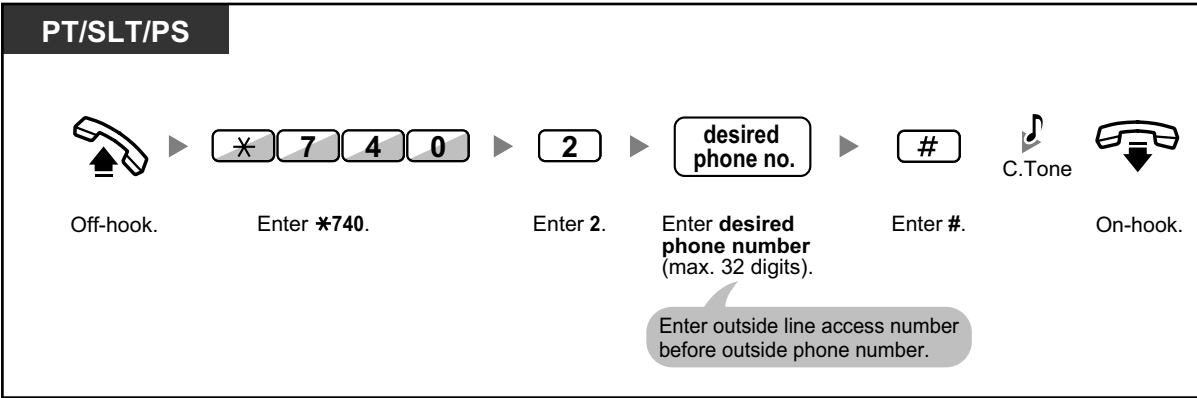 PT/SLT/PS
✳ 7 4 0 2 desired phone no. # C.Tone
Off-hook.
Enter ✳740.
Enter 2.
Enter desired
phone number
(max. 32 digits).
Enter #.
On-hook.
Enter outside line access number
before outside phone number.